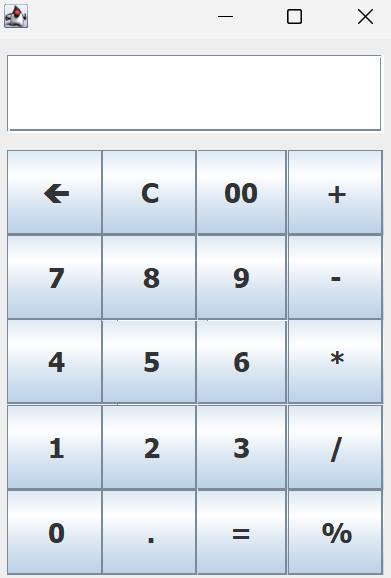 🡰 C 00 +
7 8 9 -
4 5 6 *
1 2 3 /
0 . = %